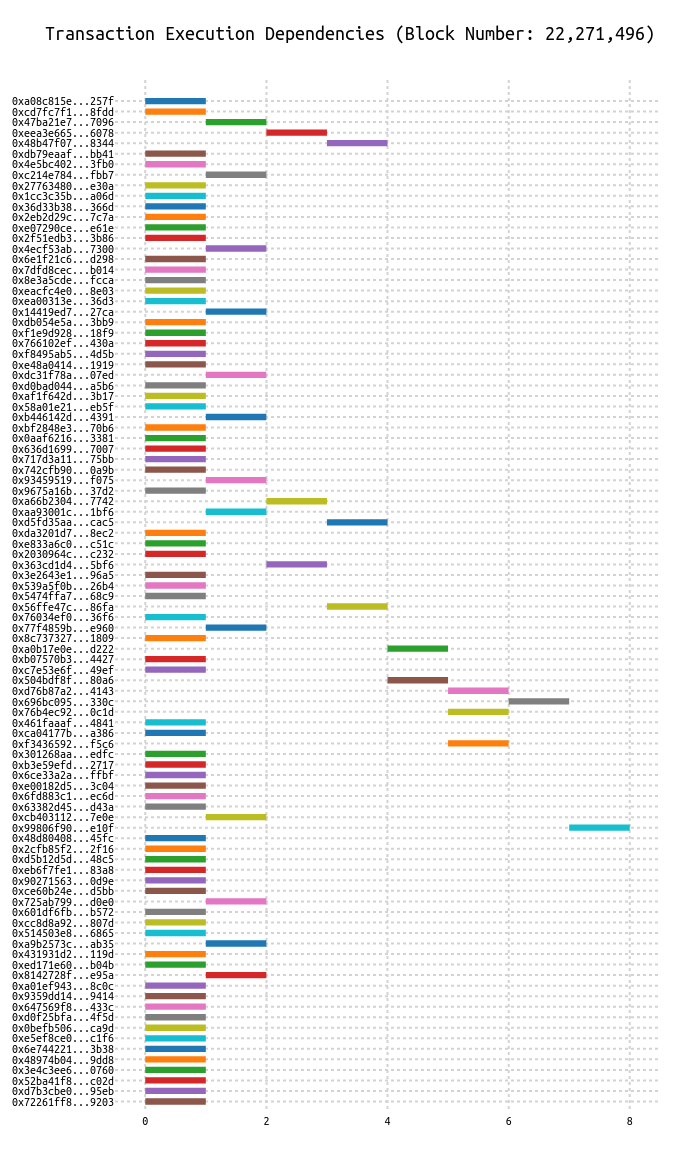 Transaction Execution Dependencies (Block Number: 22,271,496)
0xa08c815e...257f
0xcd7fc7f1...8fdd
0x47ba21e7...7096
0xeea3e665...6078
0x48b47f07...8344
0xdb79eaaf...bb41
0x4e5bc402...3fb0
0xc214e784...fbb7
0x27763480...e30a
0x1cc3c35b...a06d
0x36d33b38...366d
0x2eb2d29c...7c7a
0xe07290ce...e61e
0x2f51edb3...3b86
0x4ecf53ab...7300
0x6e1f21c6...d298
0x7dfd8cec...b014
0x8e3a5cde...fcca
0xeacfc4e0...8e03
0xea00313e...36d3
0x14419ed7...27ca
0xdb054e5a...3bb9
0xf1e9d928...18f9
0x766102ef...430a
0xf8495ab5...4d5b
0xe48a0414...1919
0xdc31f78a...07ed
0xd0bad044...a5b6
0xaf1f642d...3b17
0x58a01e21...eb5f
0xb446142d...4391
0xbf2848e3...70b6
0x0aaf6216...3381
0x636d1699...7007
0x717d3a11...75bb
0x742cfb90...0a9b
0x93459519...f075
0x9675a16b...37d2
0xa66b2304...7742
0xaa93001c...1bf6
0xd5fd35aa...cac5
0xda3201d7...8ec2
0xe833a6c0...c51c
0x2030964c...c232
0x363cd1d4...5bf6
0x3e2643e1...96a5
0x539a5f0b...26b4
0x5474ffa7...68c9
0x56ffe47c...86fa
0x76034ef0...36f6
0x77f4859b...e960
0x8c737327...1809
0xa0b17e0e...d222
0xb07570b3...4427
0xc7e53e6f...49ef
0x504bdf8f...80a6
0xd76b87a2...4143
0x696bc095...330c
0x76b4ec92...0c1d
0x461faaaf...4841
0xca04177b...a386
0xf3436592...f5c6
0x301268aa...edfc
0xb3e59efd...2717
0x6ce33a2a...ffbf
0xe00182d5...3c04
0x6fd883c1...ec6d
0x63382d45...d43a
0xcb403112...7e0e
0x99806f90...e10f
0x48d80408...45fc
0x2cfb85f2...2f16
0xd5b12d5d...48c5
0xeb6f7fe1...83a8
0x90271563...0d9e
0xce60b24e...d5bb
0x725ab799...d0e0
0x601df6fb...b572
0xcc8d8a92...807d
0x514503e8...6865
0xa9b2573c...ab35
0x431931d2...119d
0xed171e60...b04b
0x8142728f...e95a
0xa01ef943...8c0c
0x9359dd14...9414
0x647569f8...433c
0xd0f25bfa...4f5d
0x0befb506...ca9d
0xe5ef8ce0...c1f6
0x6e744221...3b38
0x48974b04...9dd8
0x3e4c3ee6...0760
0x52ba41f8...c02d
0xd7b3cbe0...95eb
0x72261ff8...9203
0 2 4 6 8